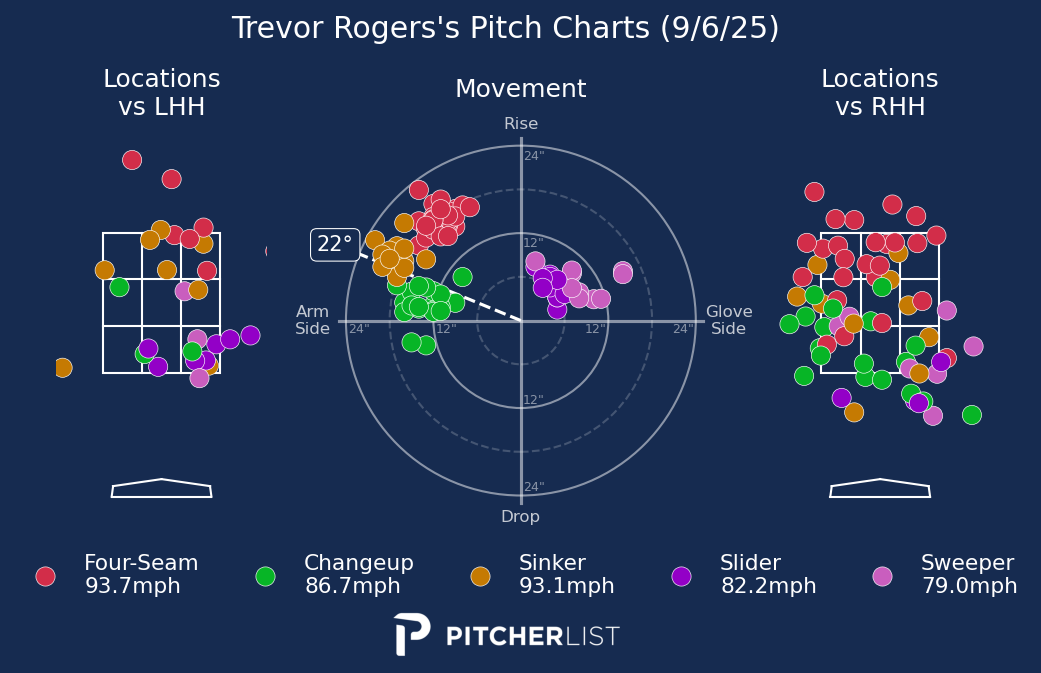 Trevor Rogers's Pitch Charts (9/6/25)
Locations
vs LHH
Movement
Locations
vs RHH
Rise
24"
12"
22°
Arm
Side
24"
12"
12"
24"
Glove
Side
12"
24"
Drop
Four-Seam
93.7mph
Changeup
86.7mph
Sinker
93.1mph
Slider
82.2mph
Sweeper
79.0mph
PITCHERLIST